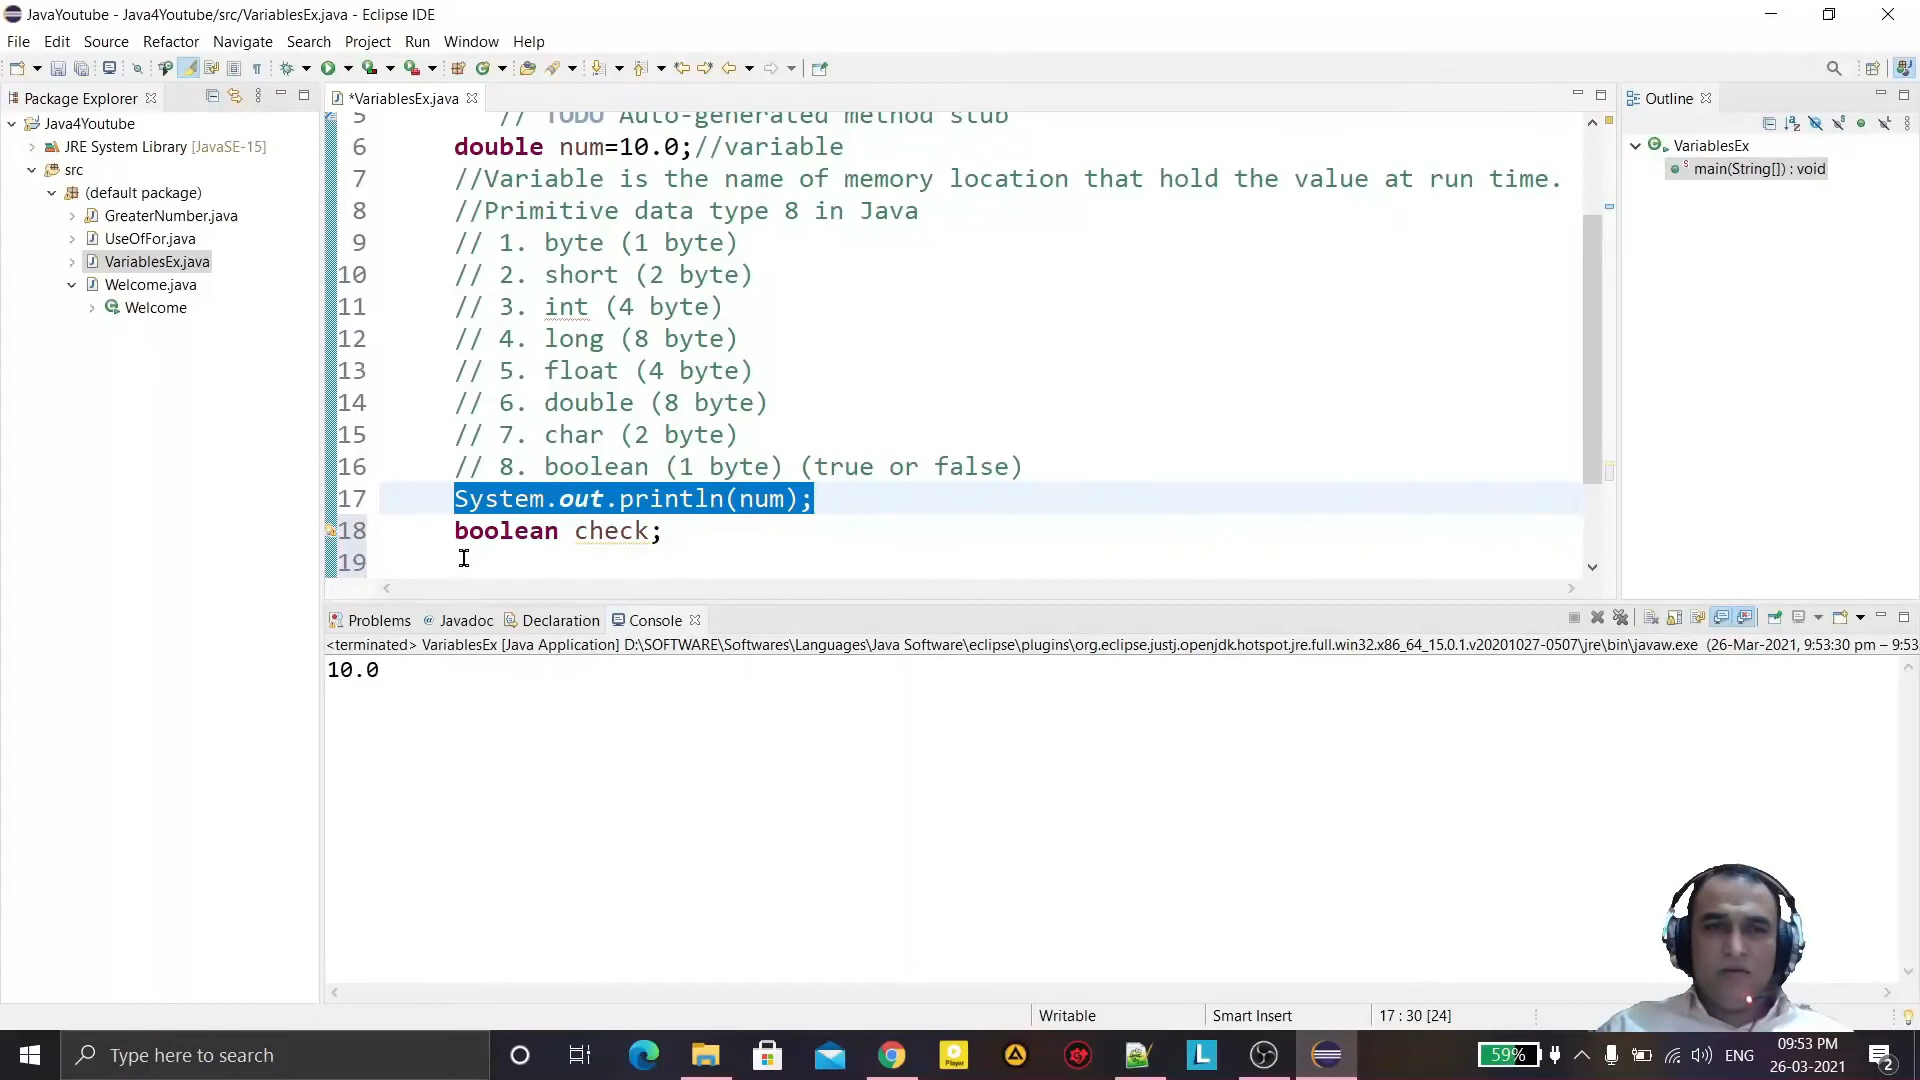 JavaYoutube - Java4Youtube/src/VariablesEx.java - Eclipse IDE
File Edit Source Refactor Navigate Search Project Run Window Help
Package Explorer
Java4Youtube
JRE System Library [JavaSE-15]
src
(default package)
GreaterNumber.java
UseOfFor.java
VariablesEx.java
Welcome.java
Welcome
*VariablesEx.java
5 // TODO Auto-generated method stub
6 double num=10.0;//variable
7 //Variable is the name of memory location that hold the value at run time.
8 //Primitive data type 8 in Java
9 // 1. byte (1 byte)
10 // 2. short (2 byte)
11 // 3. int (4 byte)
12 // 4. long (8 byte)
13 // 5. float (4 byte)
14 // 6. double (8 byte)
15 // 7. char (2 byte)
16 // 8. boolean (1 byte) (true or false)
17 System.out.println(num);
18 boolean check;
19
Outline
VariablesEx
main(String[]) : void
Problems Javadoc Declaration Console
<terminated> VariablesEx [Java Application] D:\SOFTWARE\Softwares\Languages\Java Software\eclipse\plugins\org.eclipse.justj.openjdk.hotspot.jre.full.win32.x86_64_15.0.1.v20201027-0507\jre\bin\javaw.exe (26-Mar-2021, 9:53:30 pm – 9:53
10.0
Writable Smart Insert 17 : 30 [24]
Type here to search
Player
L
59%
ENG
09:53 PM
26-03-2021
2